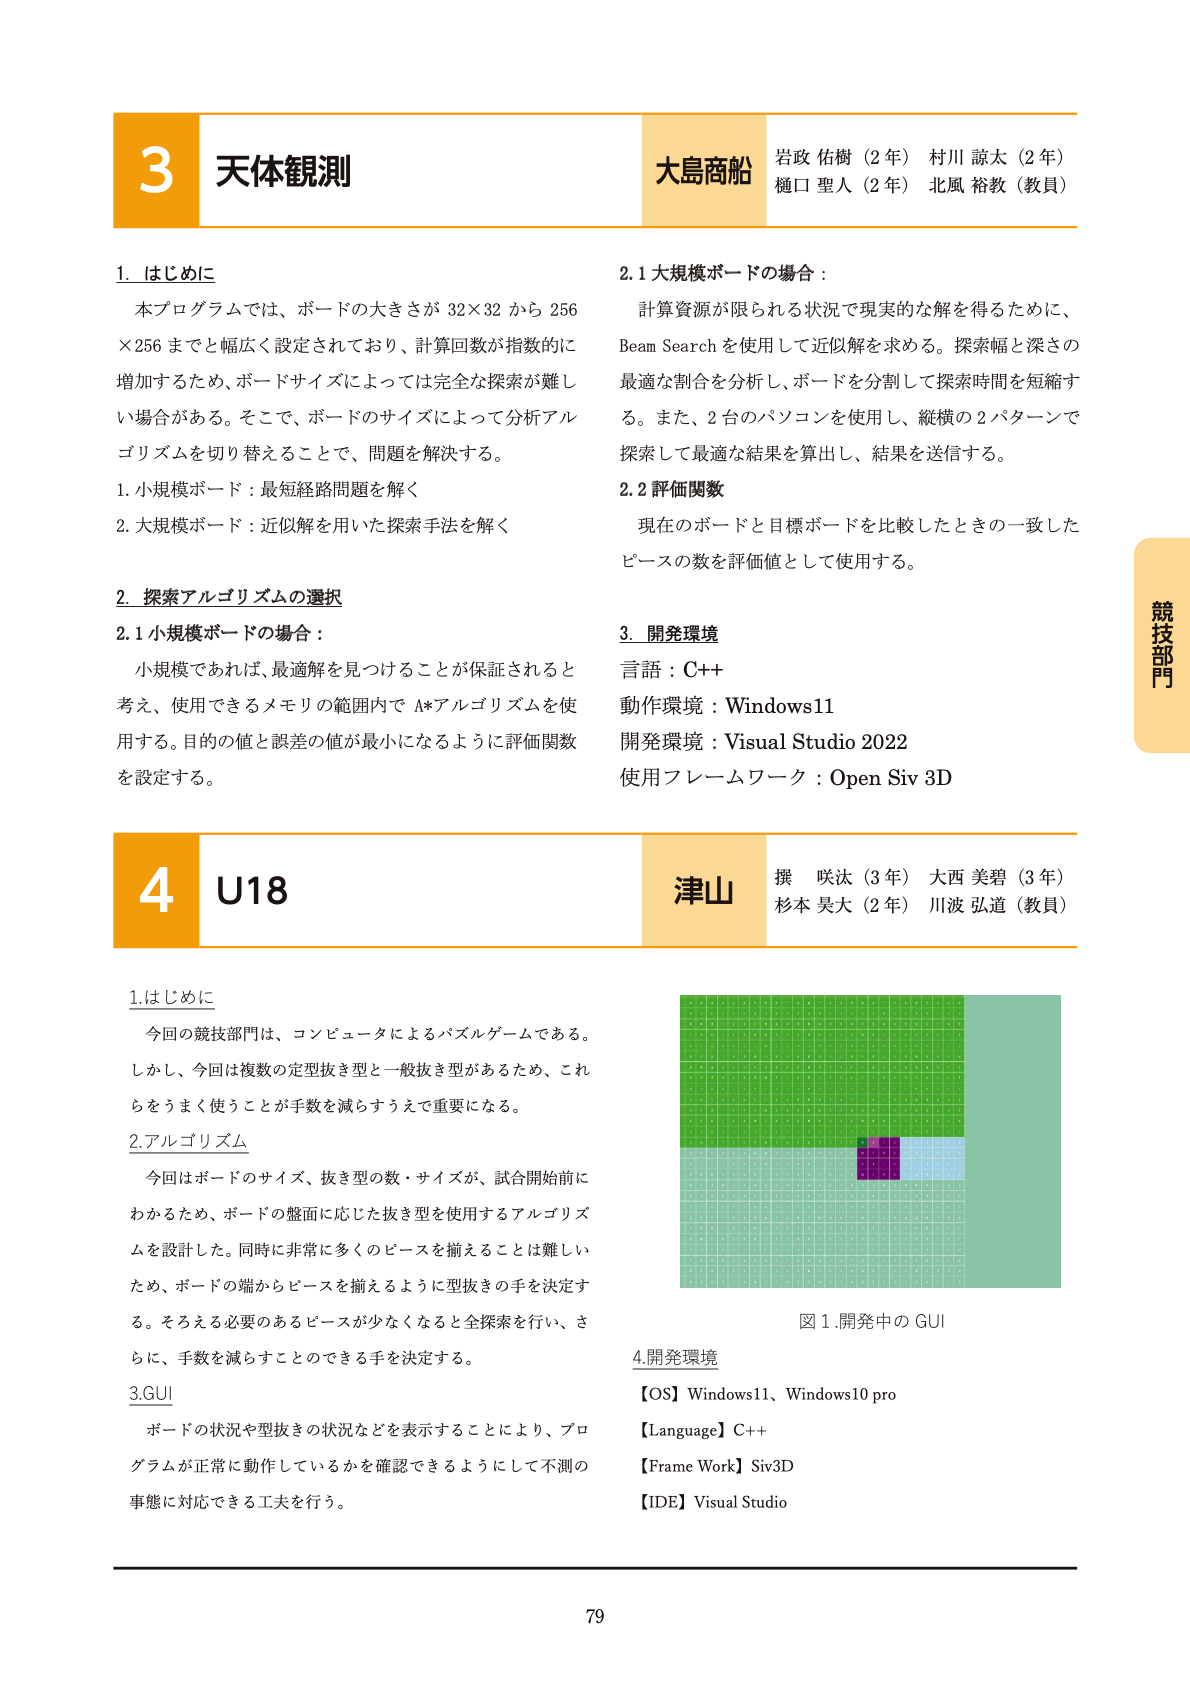 3
天体観測
大島商船
岩政 佑樹（2 年） 村川 諒太（2 年）
樋口 聖人（2 年） 北風 裕教（教員）
1. はじめに
本プログラムでは、ボードの大きさが 32×32 から 256
×256 までと幅広く設定されており、計算回数が指数的に
増加するため、ボードサイズによっては完全な探索が難し
い場合がある。そこで、ボードのサイズによって分析アル
ゴリズムを切り替えることで、問題を解決する。
1. 小規模ボード：最短経路問題を解く
2. 大規模ボード：近似解を用いた探索手法を解く
2. 探索アルゴリズムの選択
2.1 小規模ボードの場合：
小規模であれば、最適解を見つけることが保証されると
考え、使用できるメモリの範囲内で A*アルゴリズムを使
用する。目的の値と誤差の値が最小になるように評価関数
を設定する。
2.1 大規模ボードの場合：
計算資源が限られる状況で現実的な解を得るために、
Beam Search を使用して近似解を求める。探索幅と深さの
最適な割合を分析し、ボードを分割して探索時間を短縮す
る。また、2 台のパソコンを使用し、縦横の 2 パターンで
探索して最適な結果を算出し、結果を送信する。
2.2 評価関数
現在のボードと目標ボードを比較したときの一致した
ピースの数を評価値として使用する。
3. 開発環境
言語：C++
動作環境：Windows11
開発環境：Visual Studio 2022
使用フレームワーク：Open Siv 3D
競技部門
4
U18
津山
撰 咲汰（3 年） 大西 美碧（3 年）
杉本 昊大（2 年） 川波 弘道（教員）
1.はじめに
今回の競技部門は、コンピュータによるパズルゲームである。
しかし、今回は複数の定型抜き型と一般抜き型があるため、これ
らをうまく使うことが手数を減らすうえで重要になる。
2.アルゴリズム
今回はボードのサイズ、抜き型の数・サイズが、試合開始前に
わかるため、ボードの盤面に応じた抜き型を使用するアルゴリズ
ムを設計した。同時に非常に多くのピースを揃えることは難しい
ため、ボードの端からピースを揃えるように型抜きの手を決定す
る。そろえる必要のあるピースが少なくなると全探索を行い、さ
らに、手数を減らすことのできる手を決定する。
3.GUI
ボードの状況や型抜きの状況などを表示することにより、プロ
グラムが正常に動作しているかを確認できるようにして不測の
事態に対応できる工夫を行う。
図 1.開発中の GUI
4.開発環境
【OS】Windows11、Windows10 pro
【Language】C++
【Frame Work】Siv3D
【IDE】Visual Studio
79